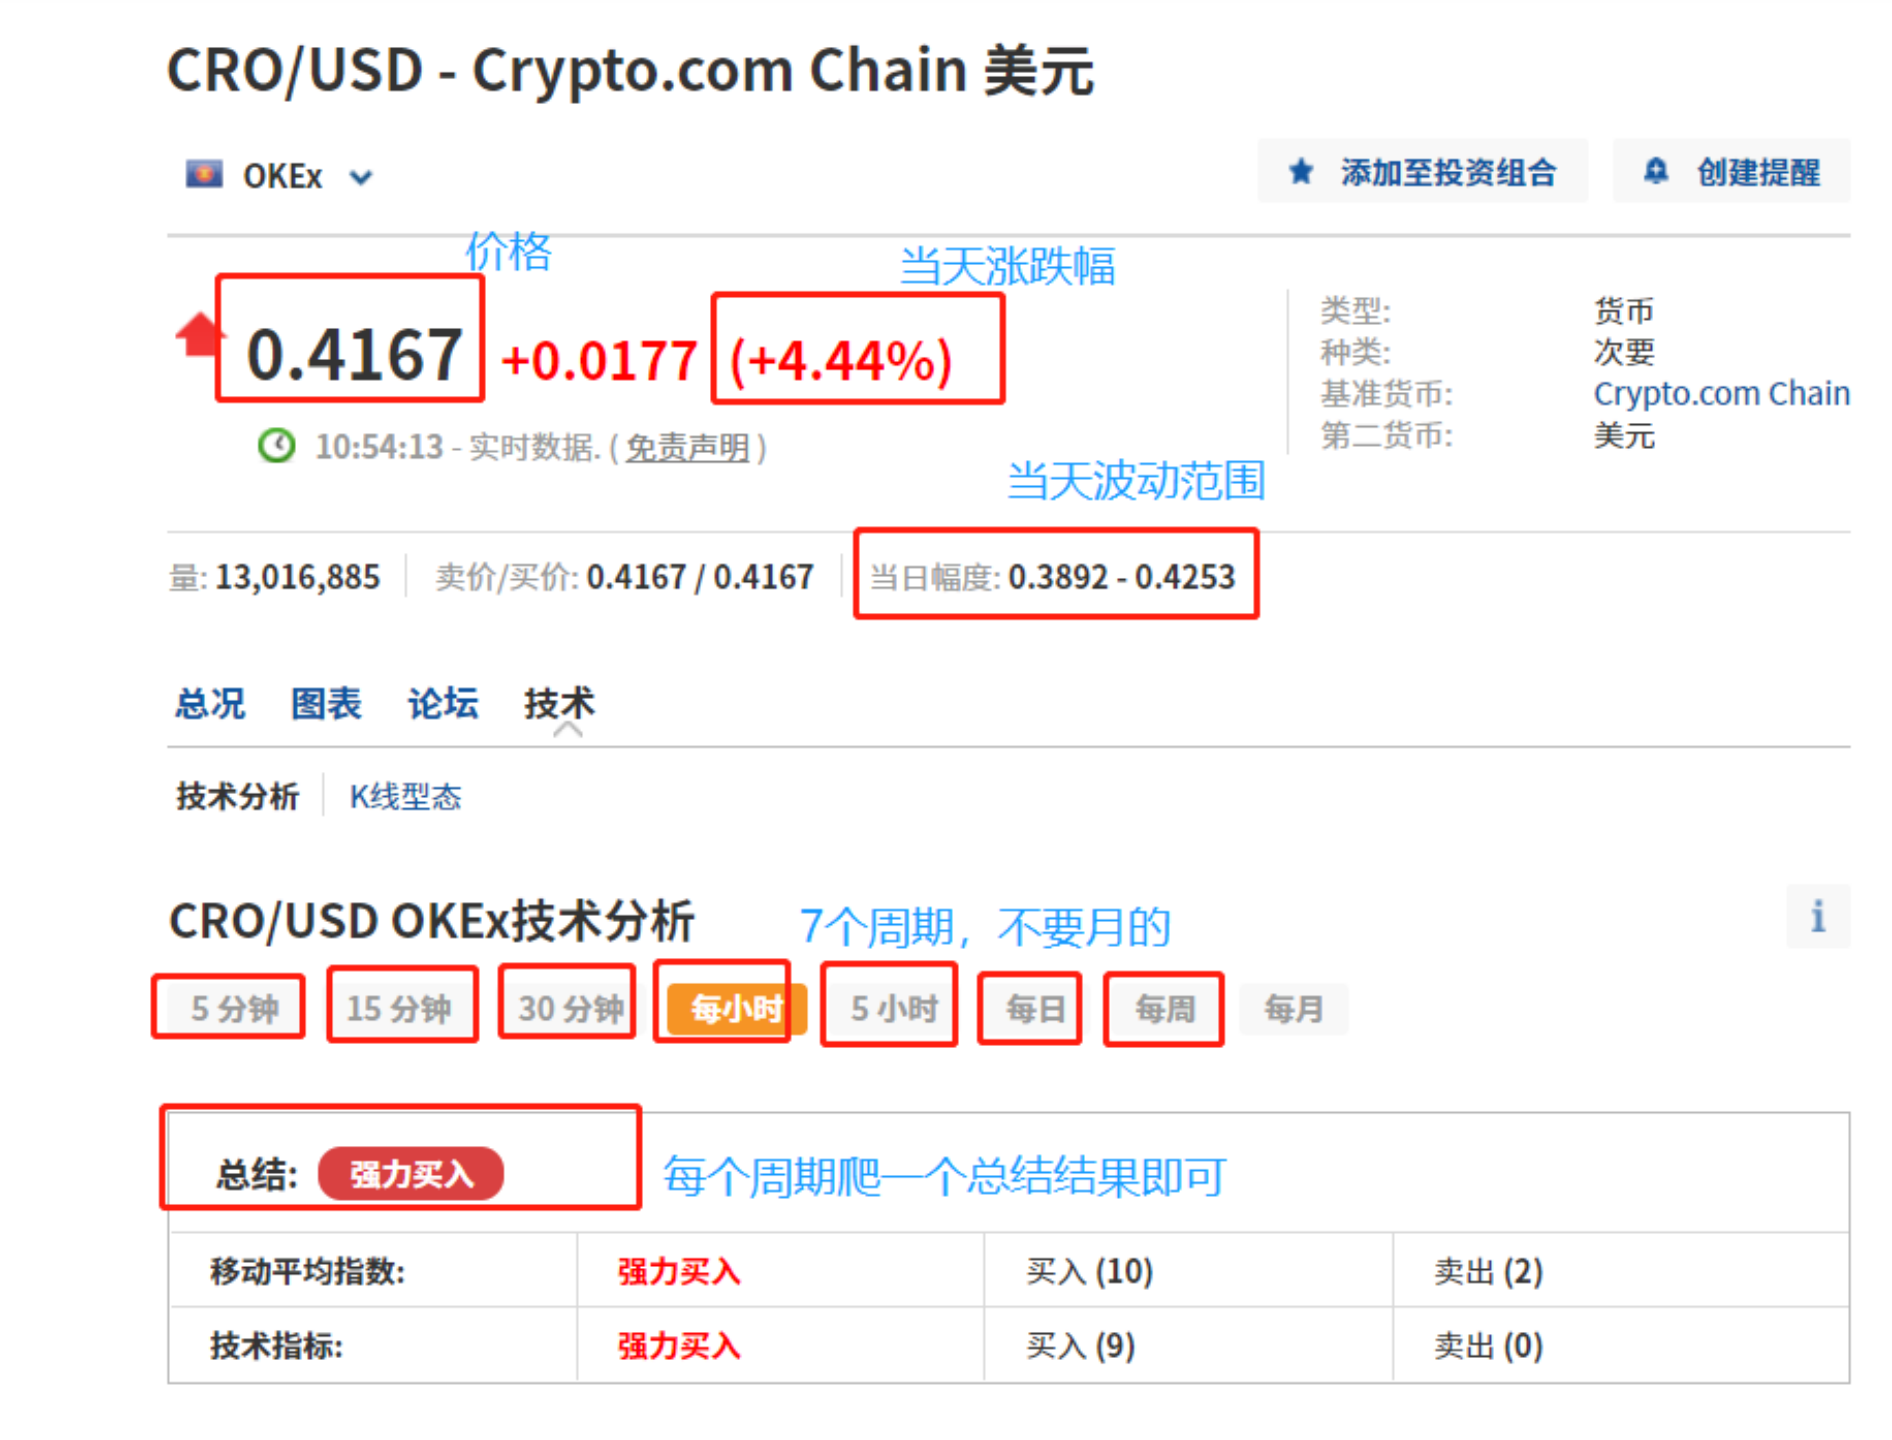 CRO/USD - Crypto.com Chain 美元
OKEx
添加至投资组合
创建提醒
价格
当天涨跌幅
0.4167 +0.0177 (+4.44%)
10:54:13 - 实时数据. ( 免责声明 )
类型: 货币
种类: 次要
基准货币: Crypto.com Chain
第二货币: 美元
当天波动范围
量: 13,016,885 卖价/买价: 0.4167 / 0.4167 当日幅度: 0.3892 - 0.4253
总况 图表 论坛 技术
技术分析 K线型态
CRO/USD OKEx技术分析
7个周期，不要月的
i
5 分钟 15 分钟 30 分钟 每小时 5 小时 每日 每周 每月
总结: 强力买入
每个周期爬一个总结结果即可
移动平均指数: 强力买入 买入 (10) 卖出 (2)
技术指标: 强力买入 买入 (9) 卖出 (0)